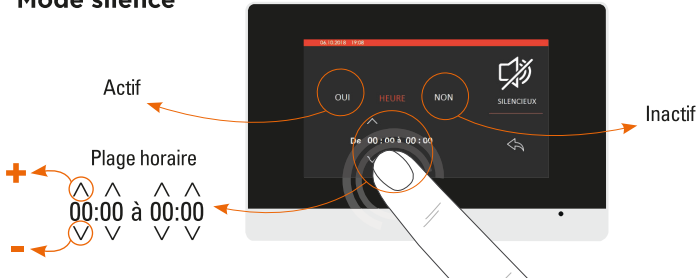 Mode silence
06.10.2018 19:08
Actif
OUI
HEURE
NON
SILENCIEUX
Inactif
De 00:00 à 00:00
Plage horaire
+
00:00 à 00:00
-